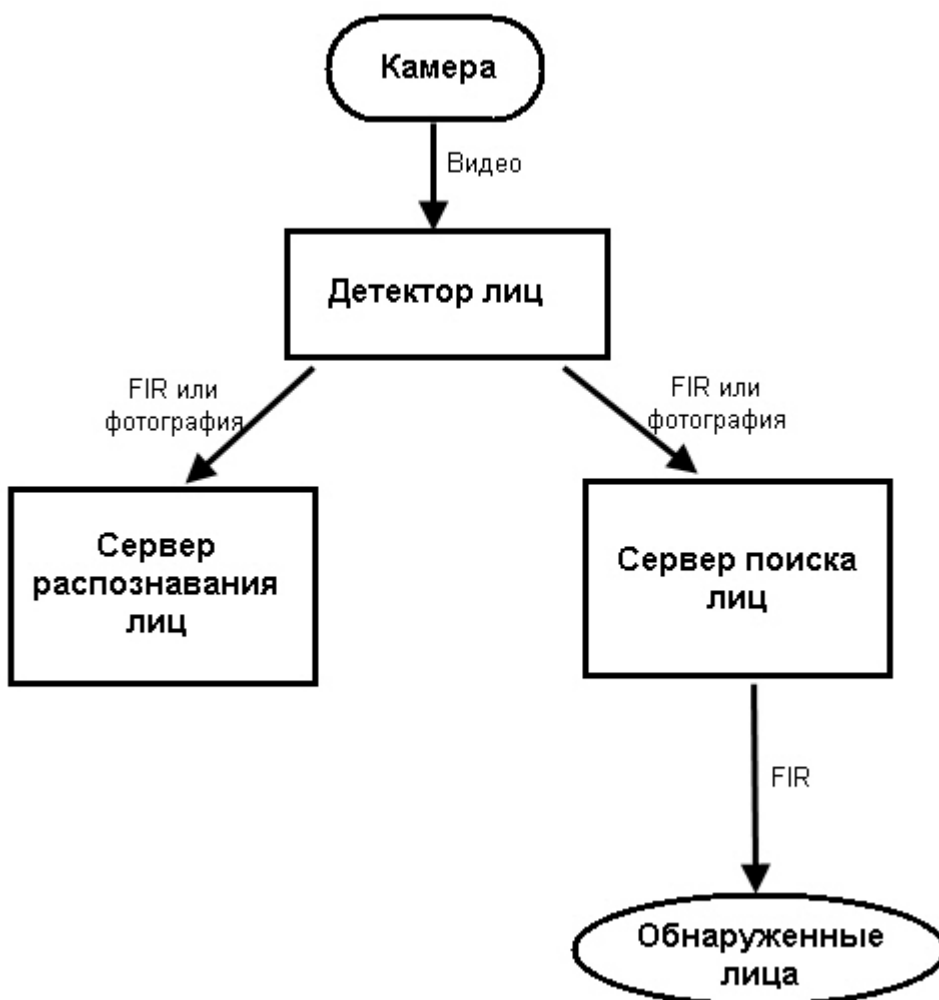 Камера
Видео
Детектор лиц
FIR или
фотография
FIR или
фотография
Сервер
распознавания
лиц
Сервер поиска
лиц
FIR
Обнаруженные
лица